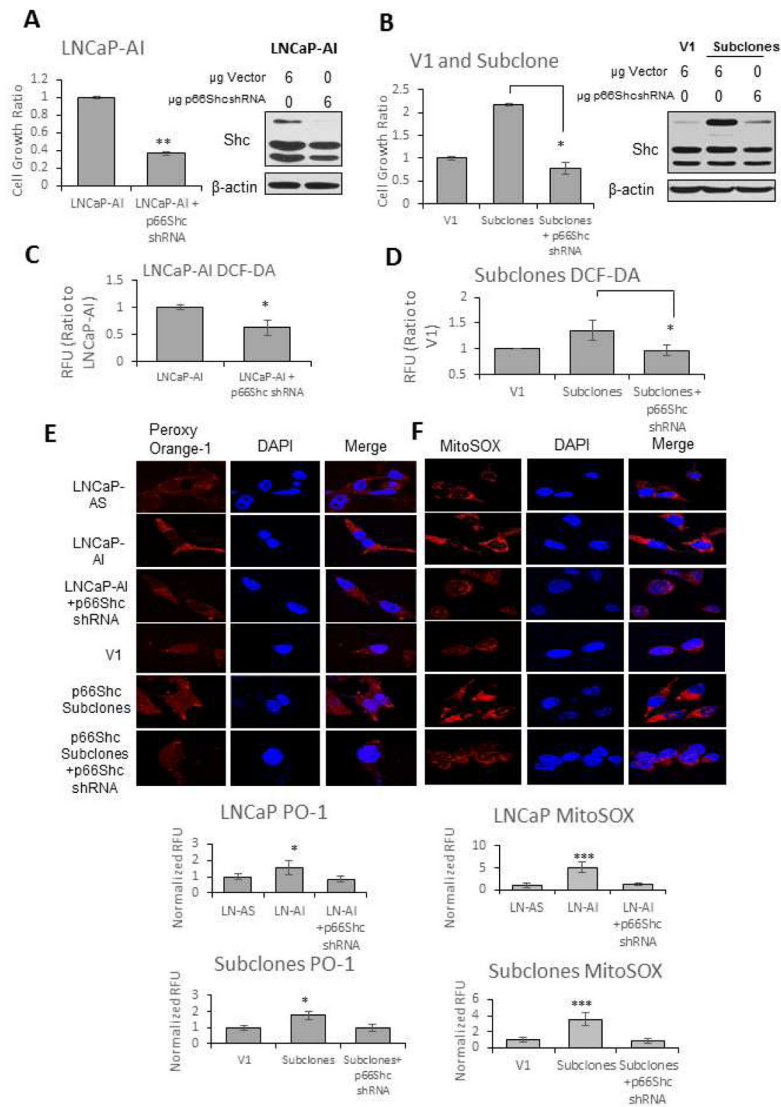 A
LNCaP-AI
Cell Growth Ratio
1.2
1
0.8
0.6
0.4
0.2
0
**
LNCaP-AI
LNCaP-AI +
p66Shc
shRNA
LNCaP-AI
µg Vector 6 0
µg p66ShcshRNA 0 6
Shc
β-actin
B
V1 and Subclone
Cell Growth Ratio
2.5
2
1.5
1
0.5
0
*
V1
Subclones
Subclones
+ p66Shc
shRNA
V1 Subclones
µg Vector 6 6 0
µg p66ShcshRNA 0 0 6
Shc
β-actin
C
LNCaP-AI DCF-DA
RFU (Ratio to
LNCaP-AI)
1.5
1
0.5
0
*
LNCaP-AI
LNCaP-AI +
p66Shc shRNA
D
Subclones DCF-DA
RFU (Ratio to
V1)
2
1.5
1
0.5
*
V1
Subclones
Subclones+
p66Shc
shRNA
E
Peroxy
Orange-1
DAPI
Merge
F
MitoSOX
DAPI
Merge
LNCaP-
AS
LNCaP-
AI
LNCaP-AI
+p66Shc
shRNA
V1
p66Shc
Subclones
p66Shc
Subclones
+p66Shc
shRNA
LNCaP PO-1
Normalized RFU
3
2
1
0
*
LN-AS
LN-AI
LN-AI
+p66Shc
shRNA
LNCaP MitoSOX
Normalized RFU
10
5
0
***
LN-AS
LN-AI
LN-AI
+p66Shc
shRNA
Subclones PO-1
Normalized RFU
3
2
1
0
*
V1
Subclones
Subclones+
p66Shc
shRNA
Subclones MitoSOX
Normalized RFU
6
4
2
0
***
V1
Subclones
Subclones
+p66Shc
shRNA